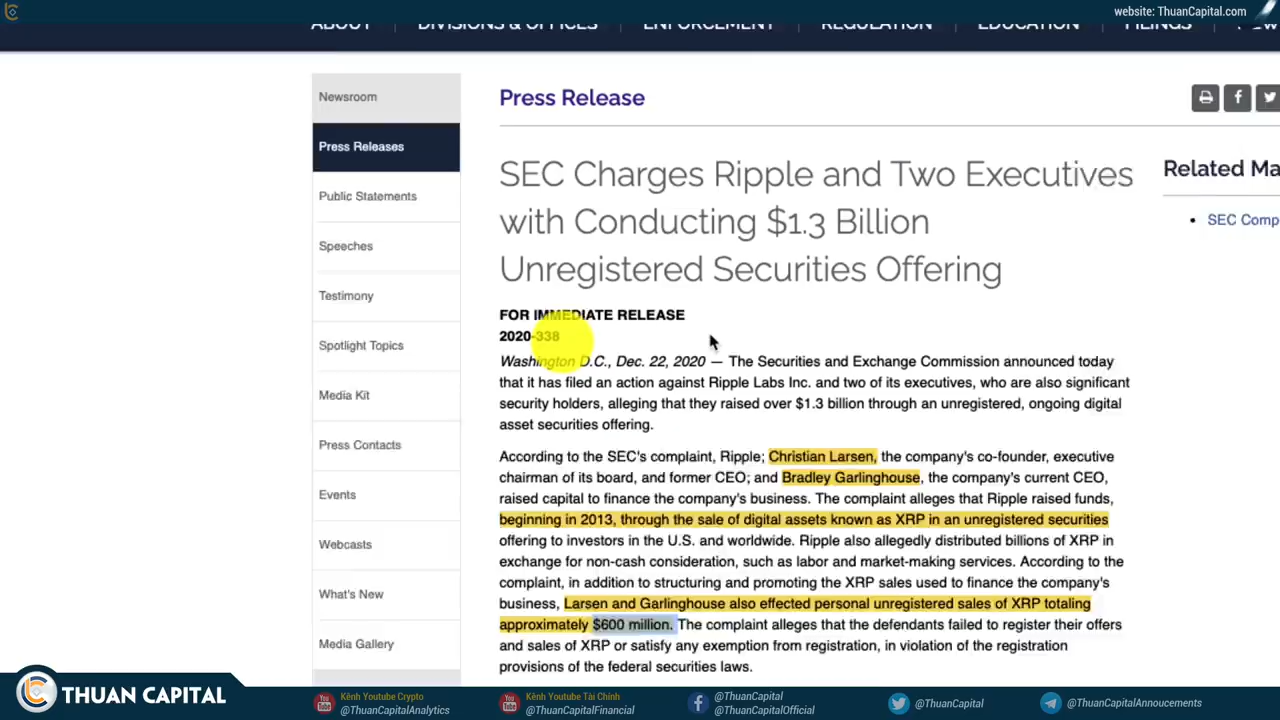 website: ThuanCapital.com
ABOUT DIVISIONS & OFFICES ENFORCEMENT REGULATION EDUCATION FILINGS
Newsroom
Press Releases
Public Statements
Speeches
Testimony
Spotlight Topics
Media Kit
Press Contacts
Events
Webcasts
What's New
Media Gallery
Press Release
SEC Charges Ripple and Two Executives
with Conducting $1.3 Billion
Unregistered Securities Offering
FOR IMMEDIATE RELEASE
2020-338
Washington D.C., Dec. 22, 2020 — The Securities and Exchange Commission announced today
that it has filed an action against Ripple Labs Inc. and two of its executives, who are also significant
security holders, alleging that they raised over $1.3 billion through an unregistered, ongoing digital
asset securities offering.
According to the SEC's complaint, Ripple; Christian Larsen, the company's co-founder, executive
chairman of its board, and former CEO; and Bradley Garlinghouse, the company's current CEO,
raised capital to finance the company's business. The complaint alleges that Ripple raised funds,
beginning in 2013, through the sale of digital assets known as XRP in an unregistered securities
offering to investors in the U.S. and worldwide. Ripple also allegedly distributed billions of XRP in
exchange for non-cash consideration, such as labor and market-making services. According to the
complaint, in addition to structuring and promoting the XRP sales used to finance the company's
business, Larsen and Garlinghouse also effected personal unregistered sales of XRP totaling
approximately $600 million. The complaint alleges that the defendants failed to register their offers
and sales of XRP or satisfy any exemption from registration, in violation of the registration
provisions of the federal securities laws.
Related Ma
SEC Comp
THUAN CAPITAL
Kênh Youtube Crypto
@ThuanCapitalAnalytics
Kênh Youtube Tài Chính
@ThuanCapitalFinancial
@ThuanCapital
@ThuanCapitalOfficial
@ThuanCapital
@ThuanCapitalAnnoucements